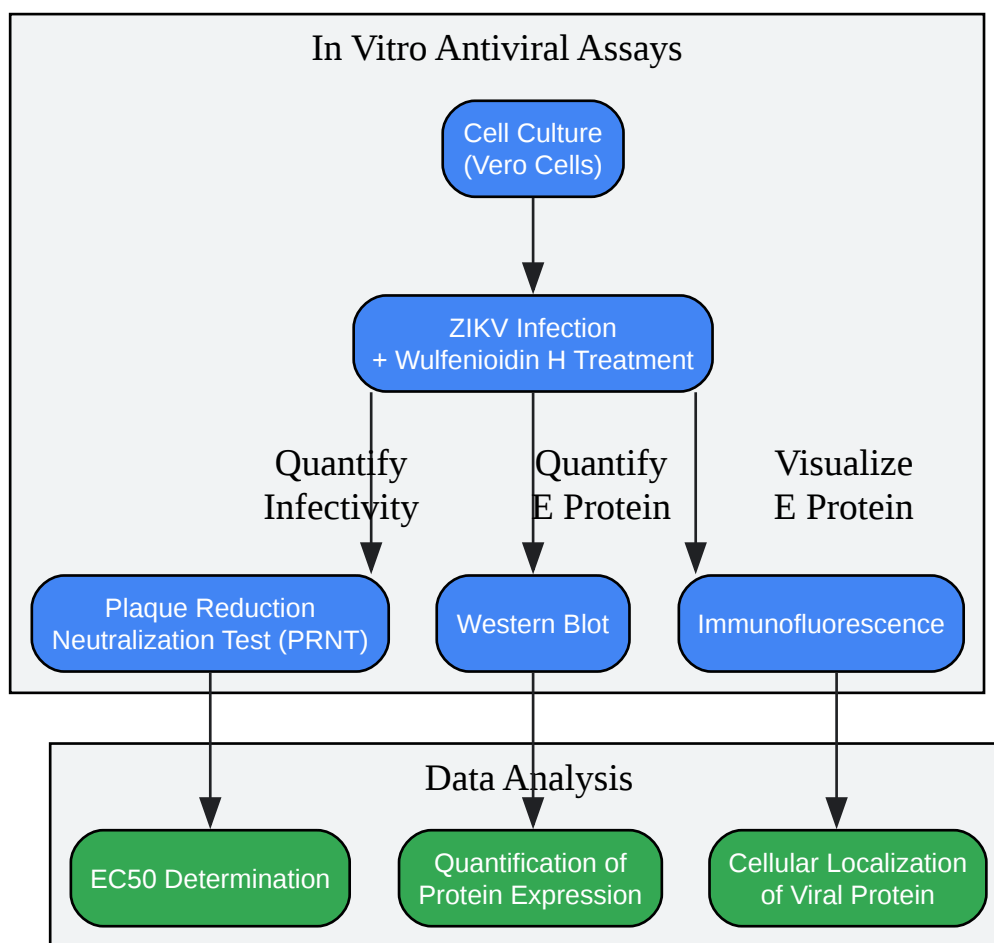 In Vitro Antiviral Assays
Cell Culture
(Vero Cells)
ZIKV Infection
+ Wulfenioidin H Treatment
Quantify
Infectivity
Quantify
E Protein
Visualize
E Protein
Plaque Reduction
Neutralization Test (PRNT)
Western Blot
Immunofluorescence
Data Analysis
EC50 Determination
Quantification of
Protein Expression
Cellular Localization
of Viral Protein